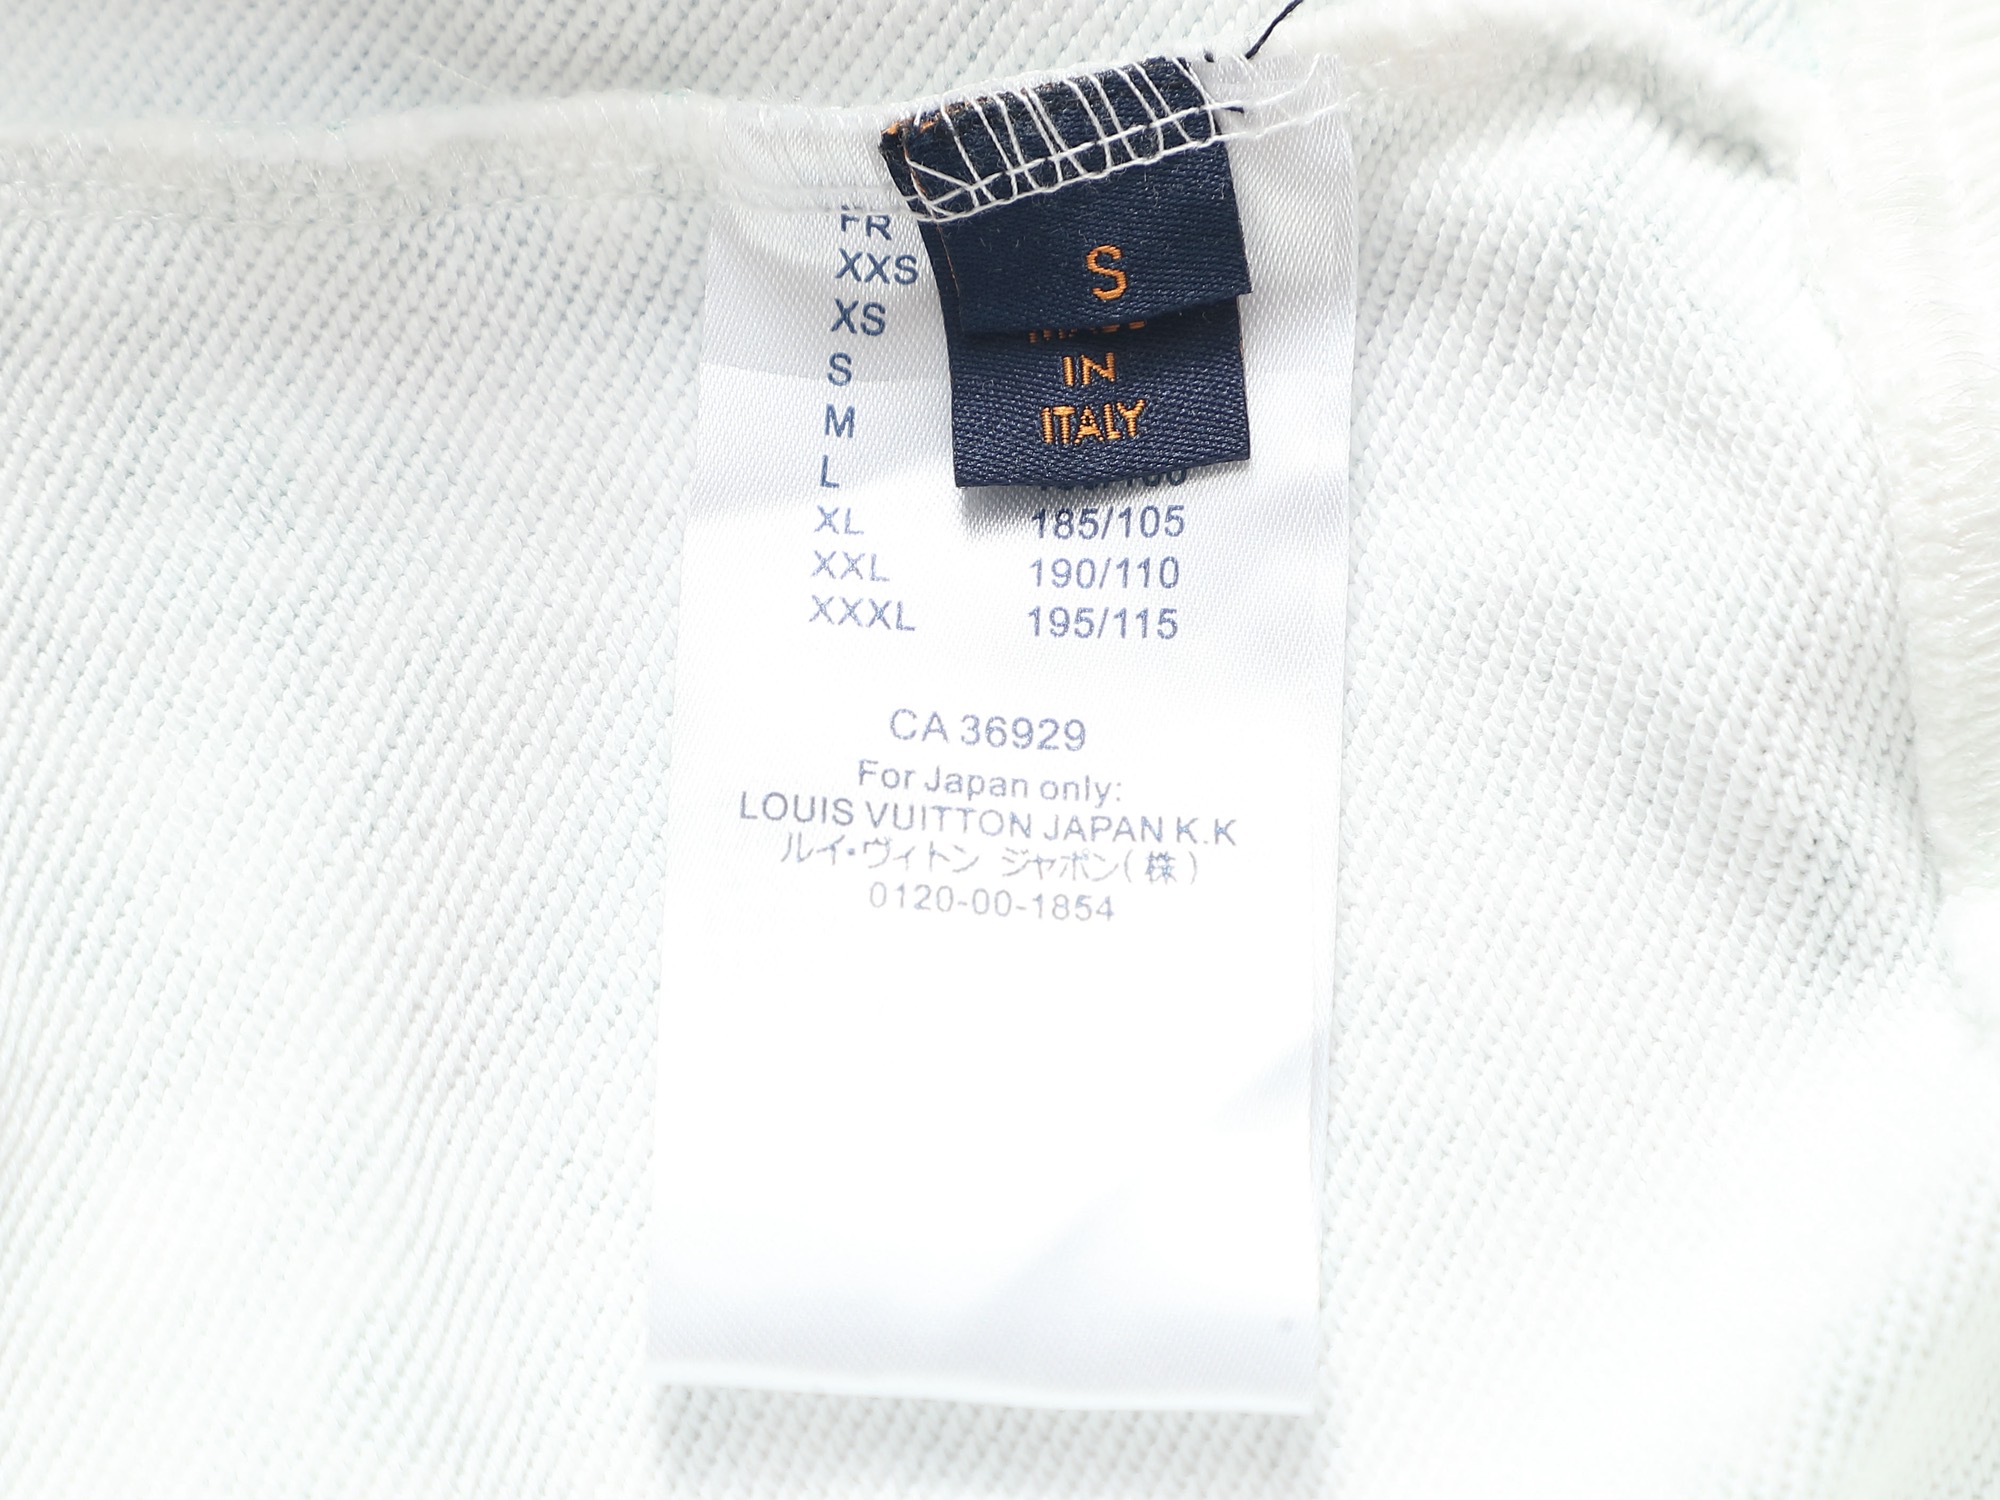 S
IN
ITALY
FR
XXS
XS
S
M
L
XL 185/105
XXL 190/110
XXXL 195/115
CA 36929
For Japan only:
LOUIS VUITTON JAPAN K.K
ルイ・ヴィトン ジャポン(株)
0120-00-1854